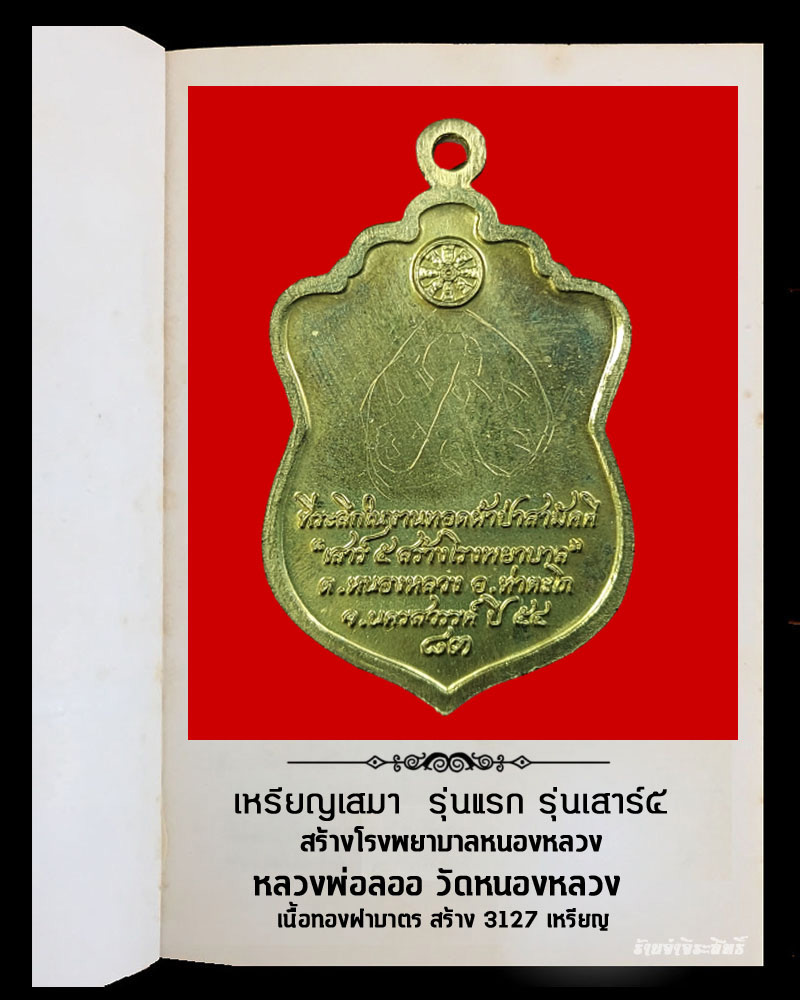 ที่ระลึกในงานทอดผ้าป่าสามัคคี
"เสาร์ ๕ สร้างโรงพยาบาล"
ต.หนองหลวง อ.ท่าตะโก
จ.นครสวรรค์ ปี ๕๔
๘๓
เหรียญเสมา รุ่นแรก รุ่นเสาร์๕
สร้างโรงพยาบาลหนองหลวง
หลวงพ่อลออ วัดหนองหลวง
เนื้อทองฝาบาตร สร้าง 3127 เหรียญ